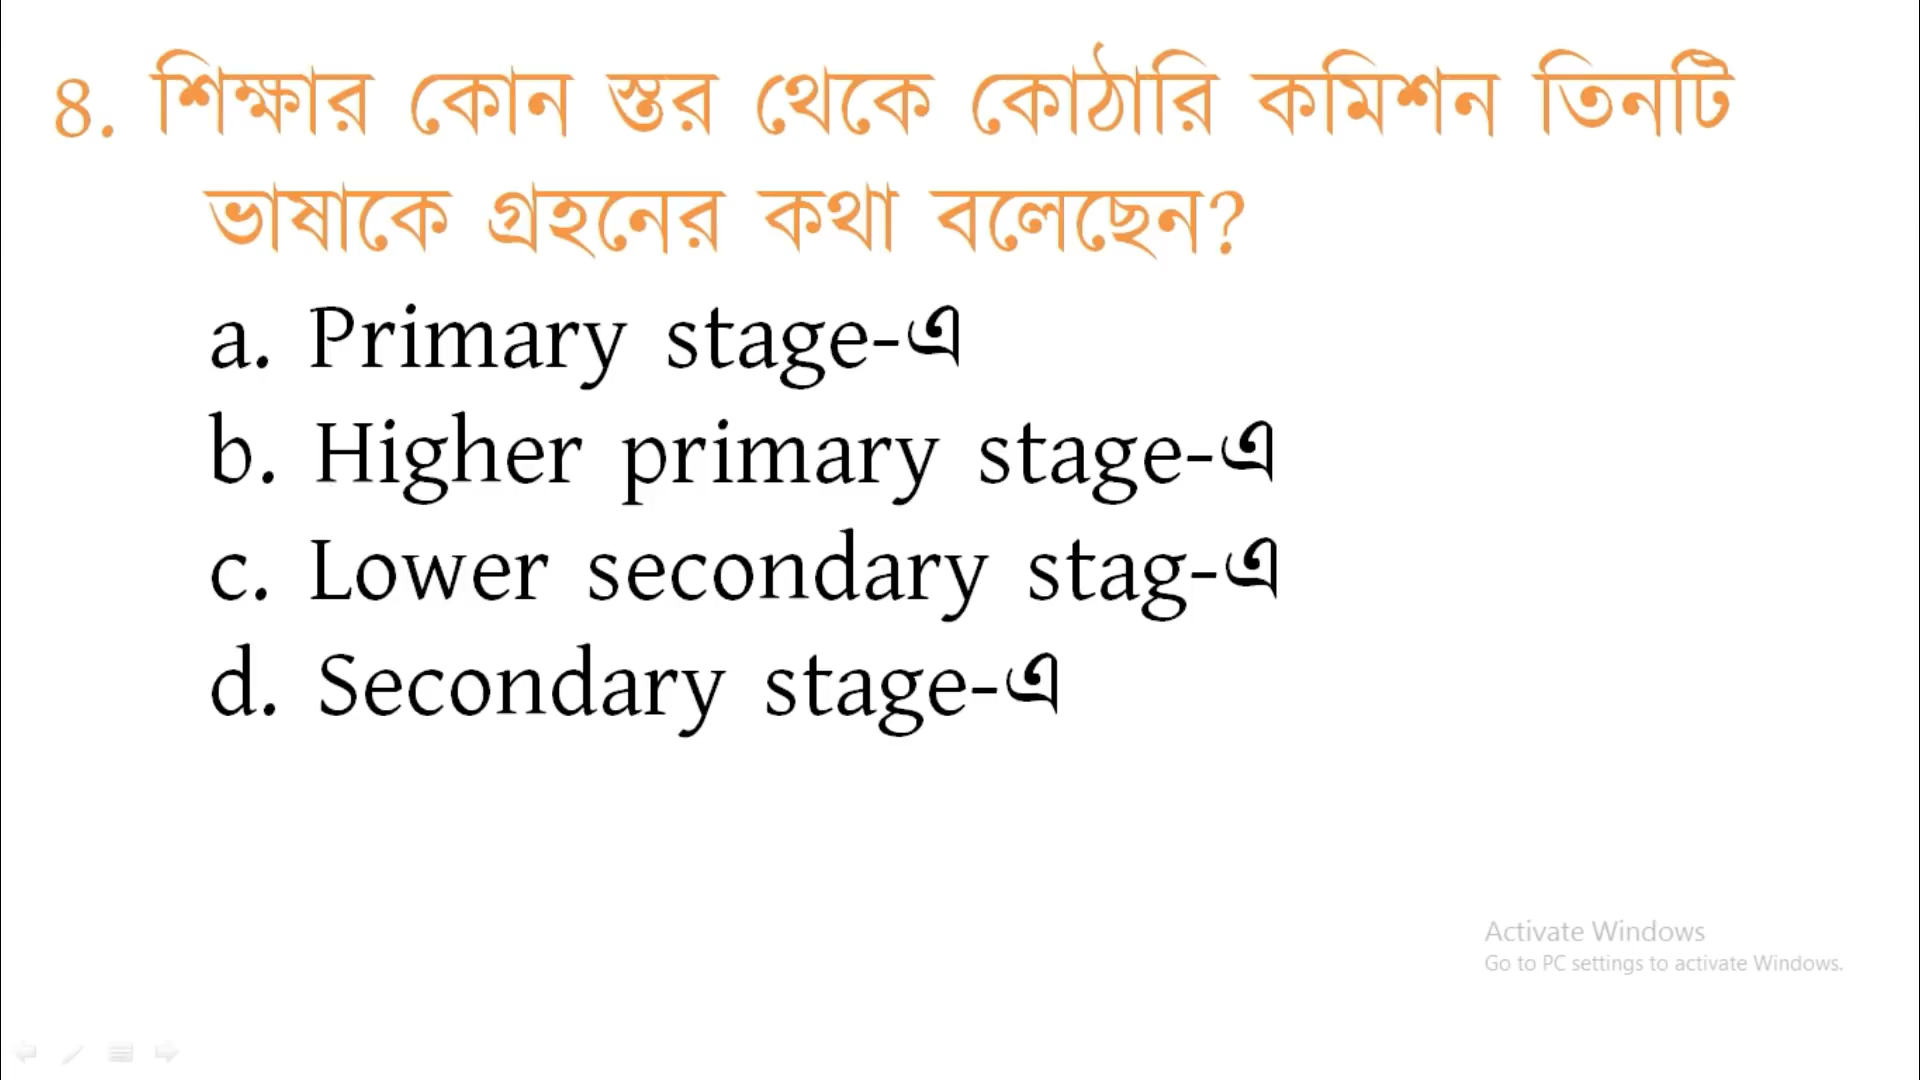 8. শিক্ষার কোন স্তর থেকে কোঠারি কমিশন তিনটি
ভাষাকে গ্রহনের কথা বলেছেন?
a. Primary stage-এ
b. Higher primary stage-এ
c. Lower secondary stag-এ
d. Secondary stage-এ
Activate Windows
Go to PC settings to activate Windows.